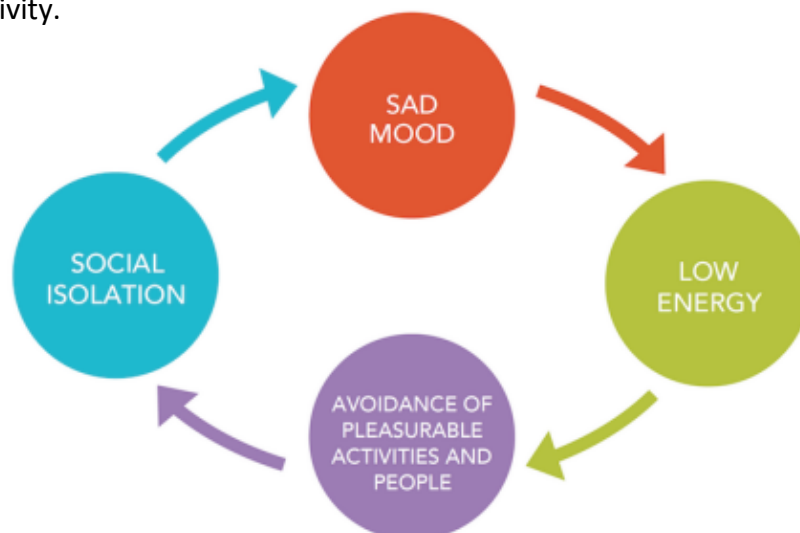 ivity.
SAD
MOOD
LOW
ENERGY
AVOIDANCE OF
PLEASURABLE
ACTIVITIES AND
PEOPLE
SOCIAL
ISOLATION